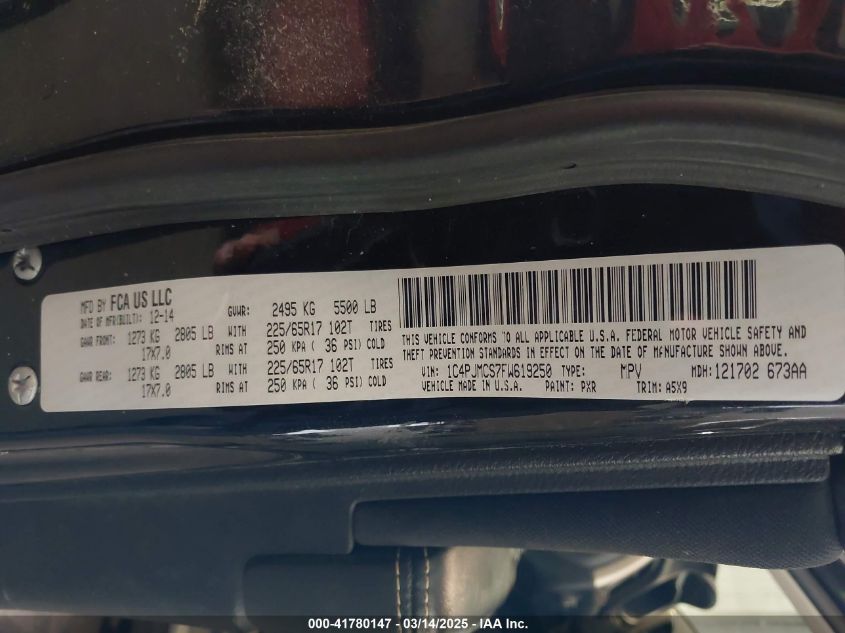 MFD BY FCA US LLC
DATE OF MFR(BUILT): 12-14
GVWR: 2495 KG 5500 LB
GAWR FRONT: 1273 KG 2805 LB WITH 225/65R17 102T TIRES
17X7.0 RIMS AT 250 KPA ( 36 PSI) COLD
GAWR REAR: 1273 KG 2805 LB WITH 225/65R17 102T TIRES
17X7.0 RIMS AT 250 KPA ( 36 PSI) COLD
THIS VEHICLE CONFORMS TO ALL APPLICABLE U.S.A. FEDERAL MOTOR VEHICLE SAFETY AND
THEFT PREVENTION STANDARDS IN EFFECT ON THE DATE OF MANUFACTURE SHOWN ABOVE.
VIN: 1C4PJMCS7FW619250 TYPE: MPV MDH: 121702 673AA
VEHICLE MADE IN U.S.A. PAINT: PXR TRIM: A5X9
000-41780147 - 03/14/2025 - IAA Inc.